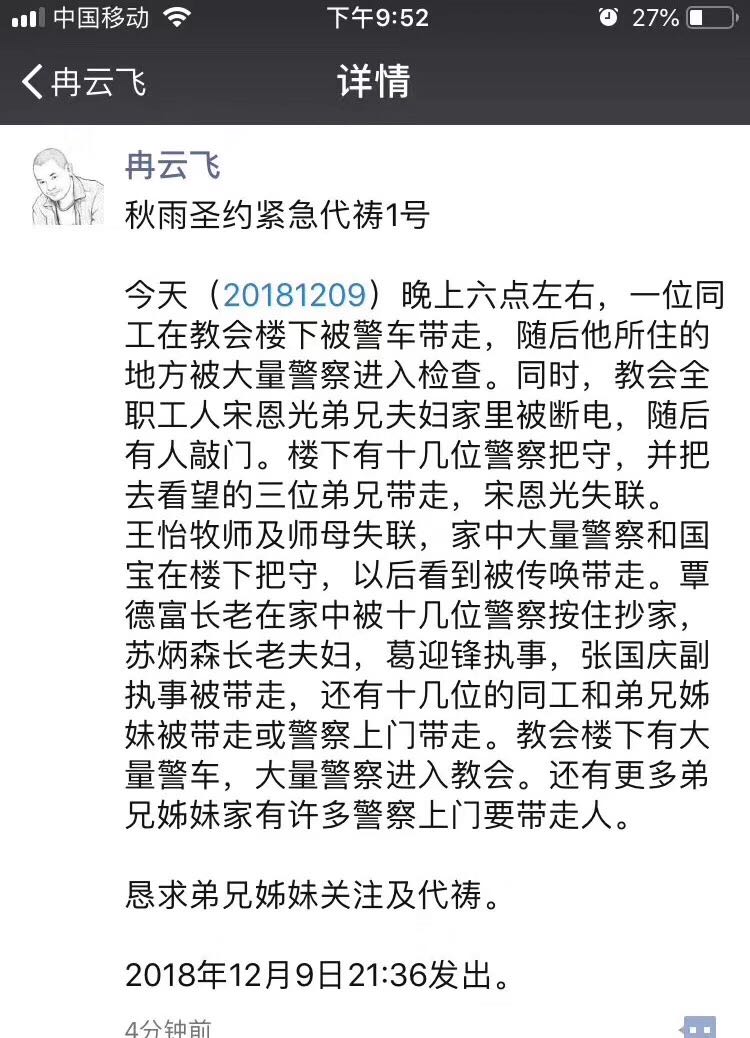 中国移动 下午9:52 27%
冉云飞 详情
冉云飞
秋雨圣约紧急代祷1号
今天（20181209）晚上六点左右，一位同
工在教会楼下被警车带走，随后他所住的
地方被大量警察进入检查。同时，教会全
职工人宋恩光弟兄夫妇家里被断电，随后
有人敲门。楼下有十几位警察把守，并把
去看望的三位弟兄带走，宋恩光失联。
王怡牧师及师母失联，家中大量警察和国
宝在楼下把守，以后看到被传唤带走。覃
德富长老在家中被十几位警察按住抄家，
苏炳森长老夫妇，葛迎锋执事，张国庆副
执事被带走，还有十几位的同工和弟兄姊
妹被带走或警察上门带走。教会楼下有大
量警车，大量警察进入教会。还有更多弟
兄姊妹家有许多警察上门要带走人。
恳求弟兄姊妹关注及代祷。
2018年12月9日21:36发出。
4分钟前